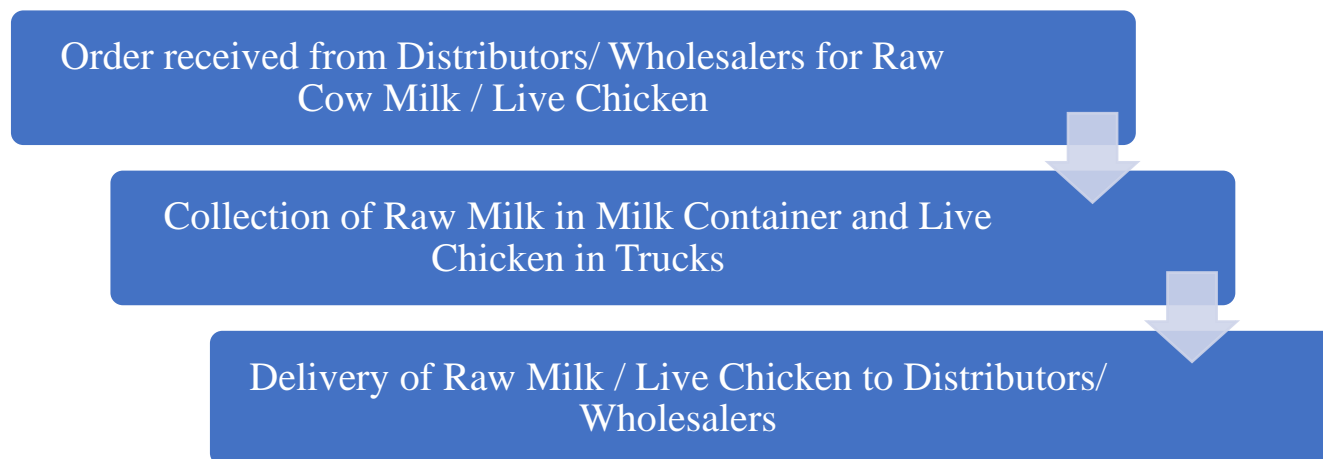 Order received from Distributors/ Wholesalers for Raw
Cow Milk / Live Chicken
Collection of Raw Milk in Milk Container and Live
Chicken in Trucks
Delivery of Raw Milk / Live Chicken to Distributors/
Wholesalers